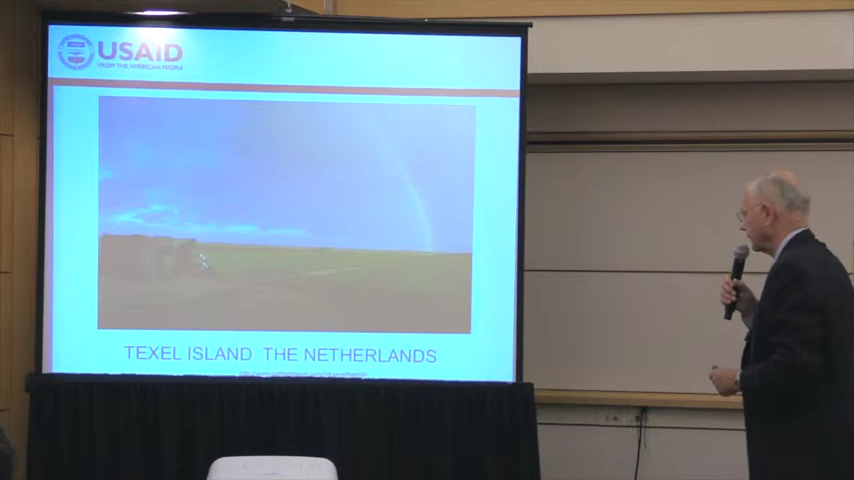 USAID
FROM THE AMERICAN PEOPLE
TEXEL ISLAND THE NETHERLANDS